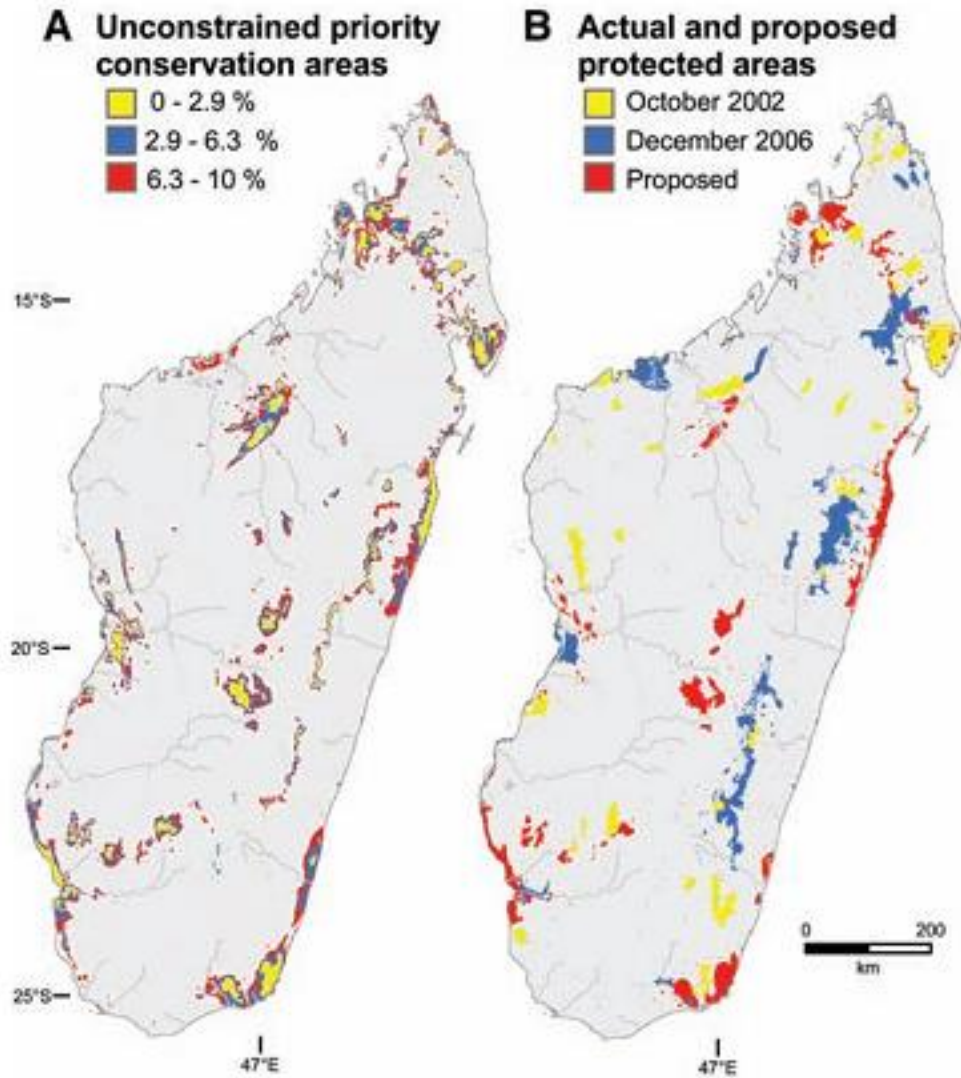 A Unconstrained priority
conservation areas
0 - 2.9 %
2.9 - 6.3 %
6.3 - 10 %
B Actual and proposed
protected areas
October 2002
December 2006
Proposed
15°S
20°S
25°S
47°E
47°E
0 200
km